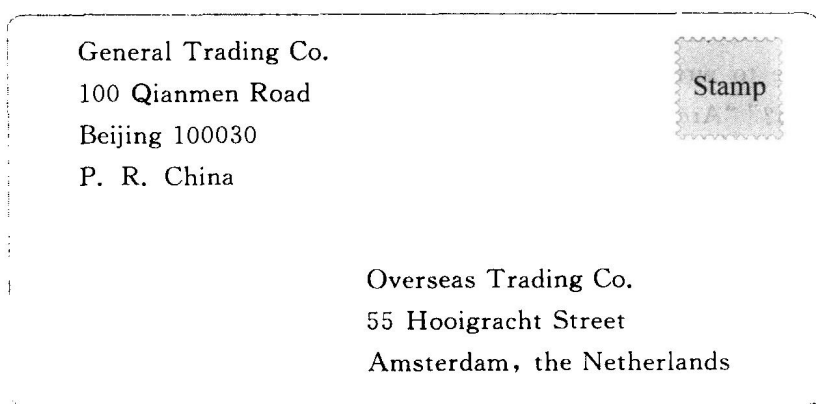 General Trading Co.
100 Qianmen Road
Beijing 100030
P. R. China
Stamp
Overseas Trading Co.
55 Hooigracht Street
Amsterdam, the Netherlands